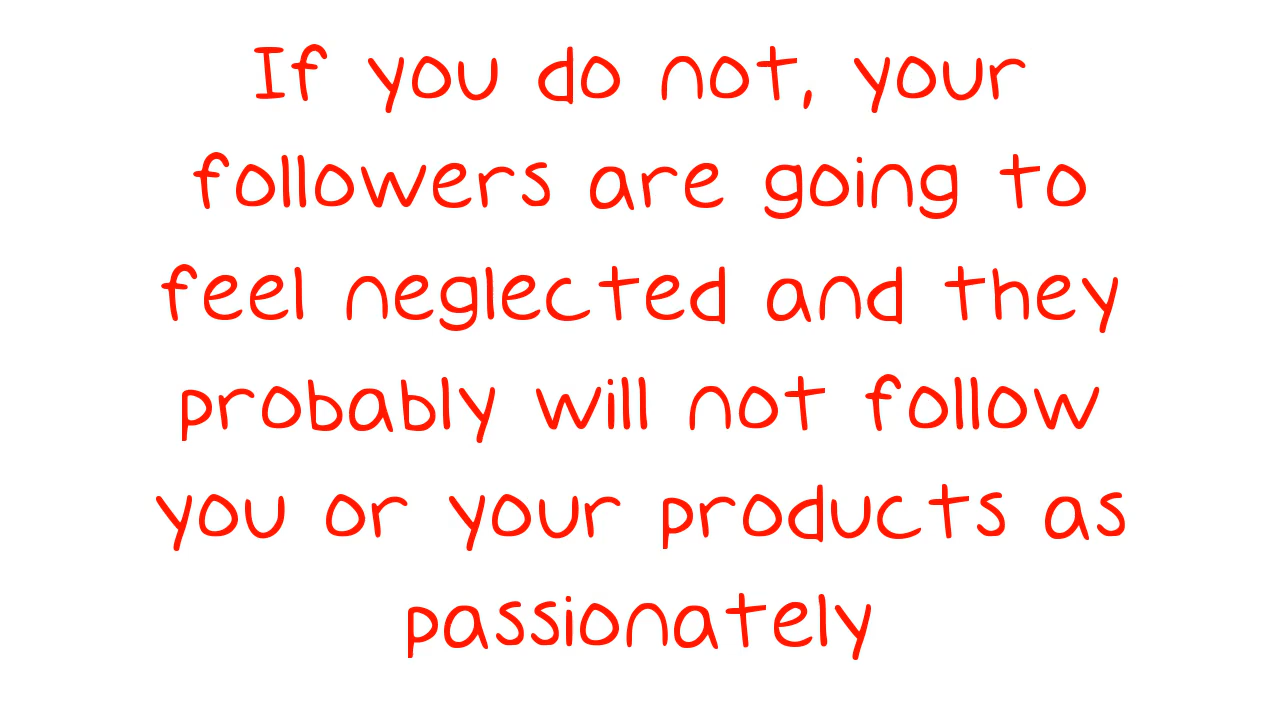 If you do not, your
followers are going to
feel neglected and they
probably will not follow
you or your products as
passionately